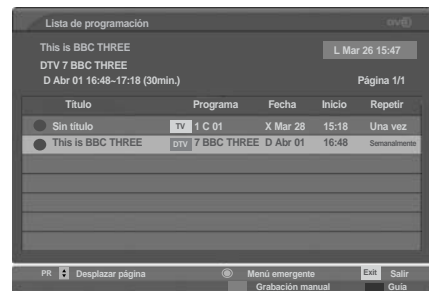 Lista de programación
This is BBC THREE
L Mar 26 15:47
DTV 7 BBC THREE
D Abr 01 16:48~17:18 (30min.)
Página 1/1
Título Programa Fecha Inicio Repetir
Sin título TV 1 C 01 X Mar 28 15:18 Una vez
This is BBC THREE DTV 7 BBC THREE D Abr 01 16:48 Semanalmente
PR Desplazar página Menú emergente Exit Salir
Grabación manual Guía